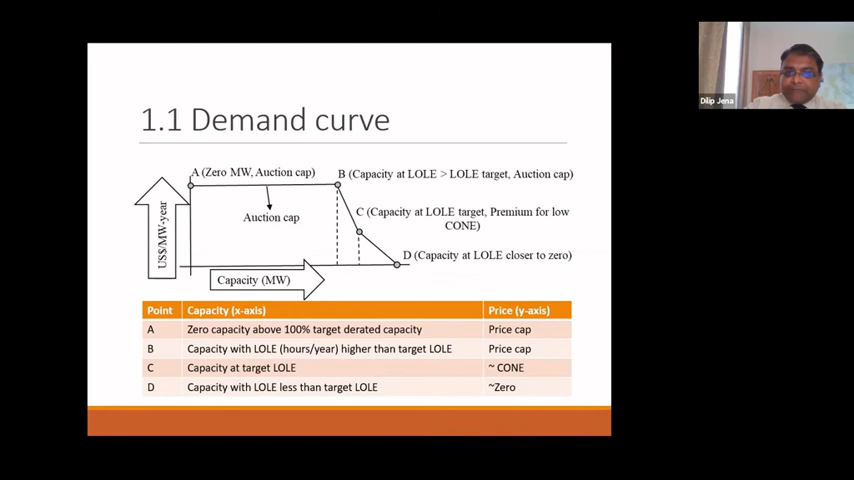 1.1 Demand curve
A (Zero MW, Auction cap)
B (Capacity at LOLE > LOLE target, Auction cap)
Auction cap
C (Capacity at LOLE target, Premium for low
CONE)
D (Capacity at LOLE closer to zero)
US$/MW-year
Capacity (MW)
Point Capacity (x-axis) Price (y-axis)
A Zero capacity above 100% target derated capacity Price cap
B Capacity with LOLE (hours/year) higher than target LOLE Price cap
C Capacity at target LOLE ~ CONE
D Capacity with LOLE less than target LOLE ~Zero
Dilip Jena